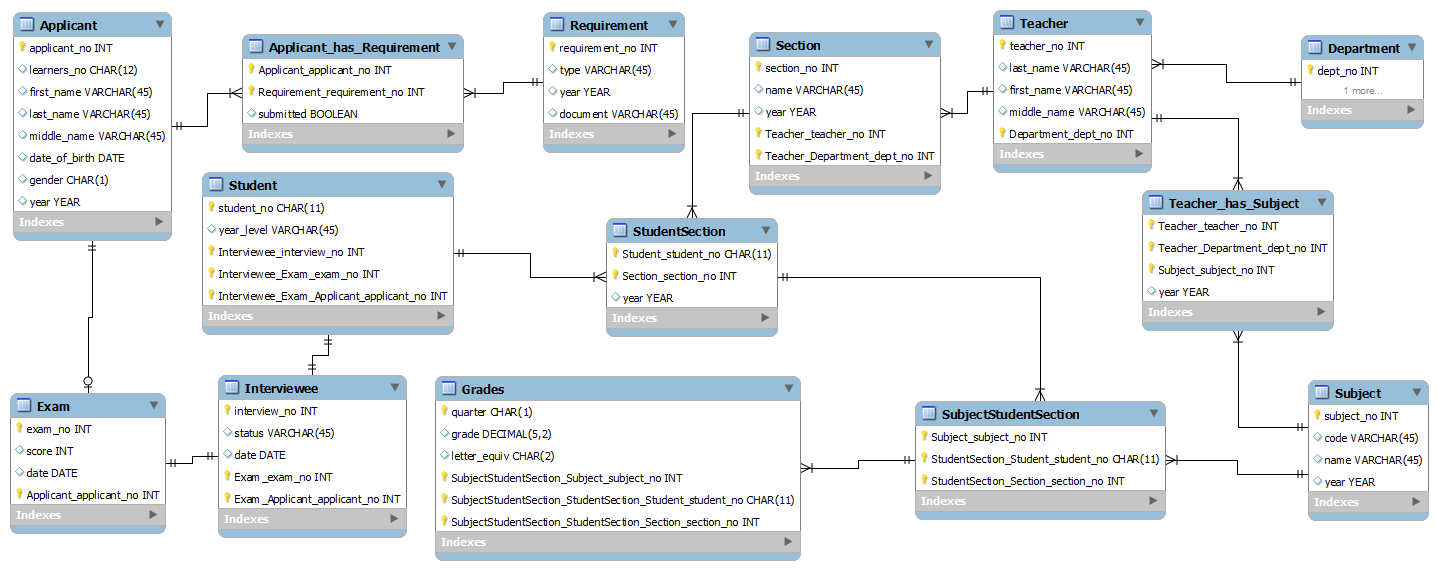 Applicant
applicant_no INT
learners_no CHAR(12)
first_name VARCHAR(45)
last_name VARCHAR(45)
middle_name VARCHAR(45)
date_of_birth DATE
gender CHAR(1)
year YEAR
Indexes
Applicant_has_Requirement
Applicant_applicant_no INT
Requirement_requirement_no INT
submitted BOOLEAN
Indexes
Requirement
requirement_no INT
type VARCHAR(45)
year YEAR
document VARCHAR(45)
Indexes
Section
section_no INT
name VARCHAR(45)
year YEAR
Teacher_teacher_no INT
Teacher_Department_dept_no INT
Indexes
Teacher
teacher_no INT
last_name VARCHAR(45)
first_name VARCHAR(45)
middle_name VARCHAR(45)
Department_dept_no INT
Indexes
Department
dept_no INT
1 more...
Indexes
Student
student_no CHAR(11)
year_level VARCHAR(45)
Interviewee_interview_no INT
Interviewee_Exam_exam_no INT
Interviewee_Exam_Applicant_applicant_no INT
Indexes
StudentSection
Student_student_no CHAR(11)
Section_section_no INT
year YEAR
Indexes
Teacher_has_Subject
Teacher_teacher_no INT
Teacher_Department_dept_no INT
Subject_subject_no INT
year YEAR
Indexes
Exam
exam_no INT
score INT
date DATE
Applicant_applicant_no INT
Indexes
Interviewee
interview_no INT
status VARCHAR(45)
date DATE
Exam_exam_no INT
Exam_Applicant_applicant_no INT
Indexes
Grades
quarter CHAR(1)
grade DECIMAL(5,2)
letter_equiv CHAR(2)
SubjectStudentSection_Subject_subject_no INT
SubjectStudentSection_StudentSection_Student_student_no CHAR(11)
SubjectStudentSection_StudentSection_Section_section_no INT
Indexes
SubjectStudentSection
Subject_subject_no INT
StudentSection_Student_student_no CHAR(11)
StudentSection_Section_section_no INT
Indexes
Subject
subject_no INT
code VARCHAR(45)
name VARCHAR(45)
year YEAR
Indexes